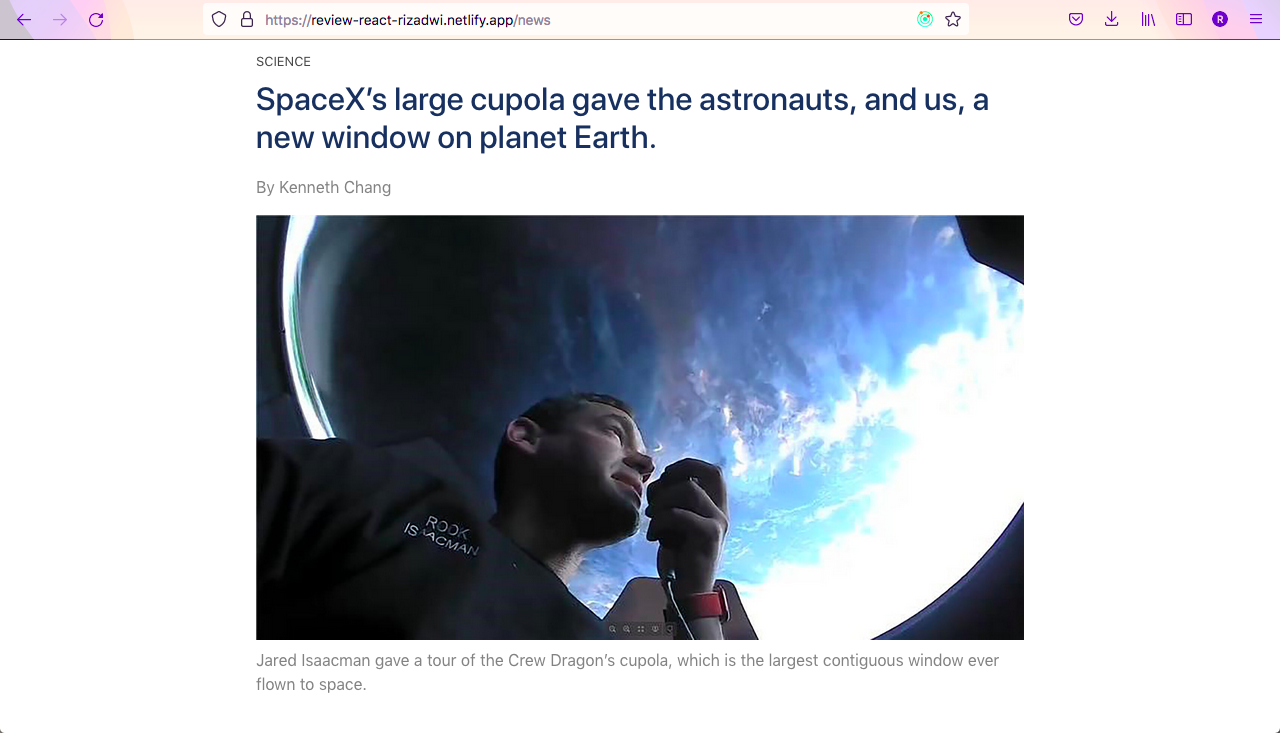 https://review-react-rizadwi.netlify.app/news
R
SCIENCE
SpaceX’s large cupola gave the astronauts, and us, a
new window on planet Earth.
By Kenneth Chang
ROOK
ISAACMAN
Jared Isaacman gave a tour of the Crew Dragon’s cupola, which is the largest contiguous window ever
flown to space.